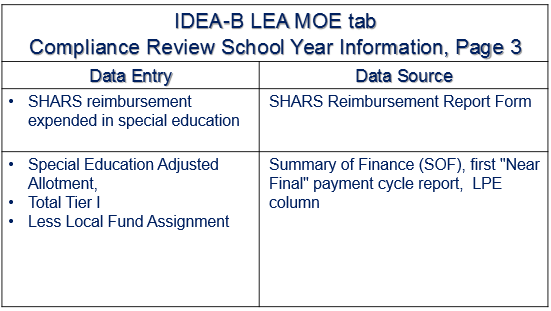 IDEA-B LEA MOE tab
Compliance Review School Year Information, Page 3
Data Entry
Data Source
• SHARS reimbursement
expended in special education
SHARS Reimbursement Report Form
• Special Education Adjusted
Allotment,
• Total Tier I
• Less Local Fund Assignment
Summary of Finance (SOF), first "Near
Final" payment cycle report, LPE
column